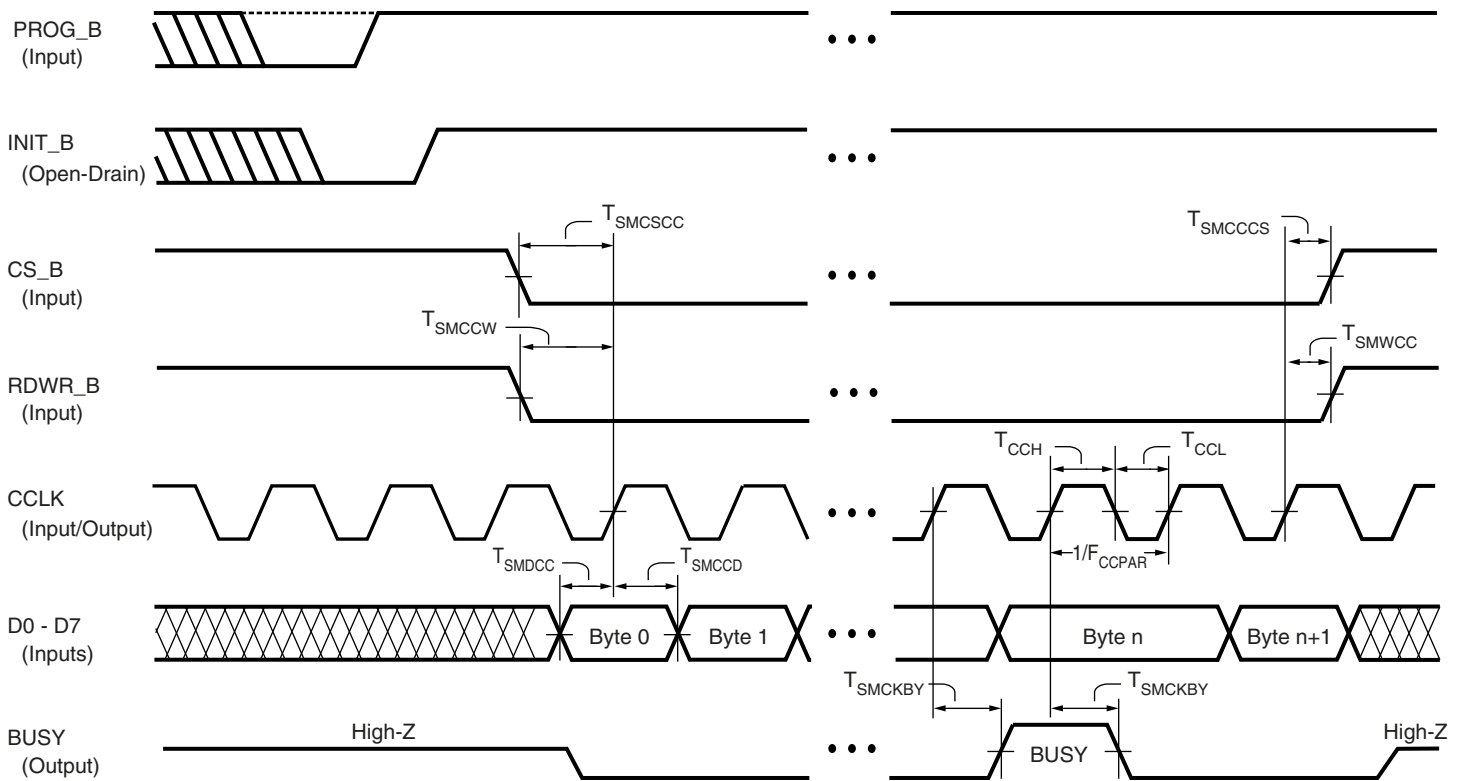 PROG_B
(Input)
INIT_B
(Open-Drain)
T_SMCSCC
T_SMCCCS
CS_B
(Input)
T_SMCCW
T_SMWCC
RDWR_B
(Input)
T_CCH
T_CCL
CCLK
(Input/Output)
T_SMDCC
T_SMCCD
1/F_CCPAR
D0 - D7
(Inputs)
Byte 0
Byte 1
Byte n
Byte n+1
T_SMCKBY
T_SMCKBY
BUSY
(Output)
High-Z
BUSY
High-Z